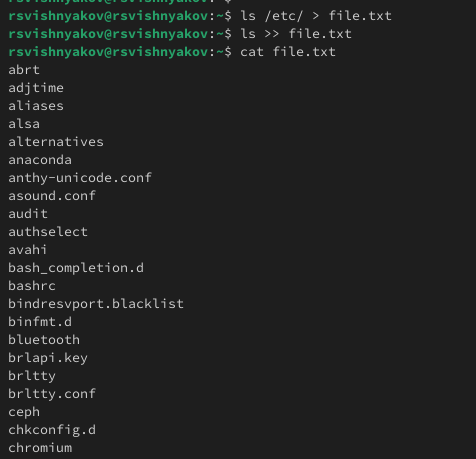 rsvishnyakov@rsvishnyakov:~$ ls /etc/ > file.txt
rsvishnyakov@rsvishnyakov:~$ ls >> file.txt
rsvishnyakov@rsvishnyakov:~$ cat file.txt
abrt
adjtime
aliases
alsa
alternatives
anaconda
anthy-unicode.conf
asound.conf
audit
authselect
avahi
bash_completion.d
bashrc
bindresvport.blacklist
binfmt.d
bluetooth
brlapi.key
brltty
brltty.conf
ceph
chkconfig.d
chromium